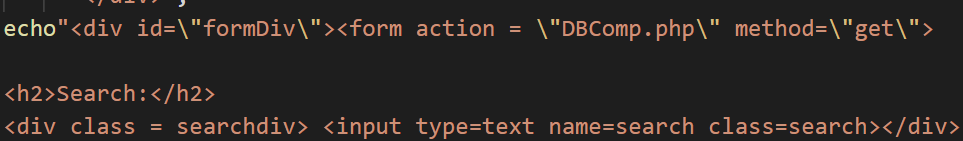 echo"<div id=\"formDiv\"><form action = \"DBComp.php\" method=\"get\">
<h2>Search:</h2>
<div class = searchdiv> <input type=text name=search class=search></div>